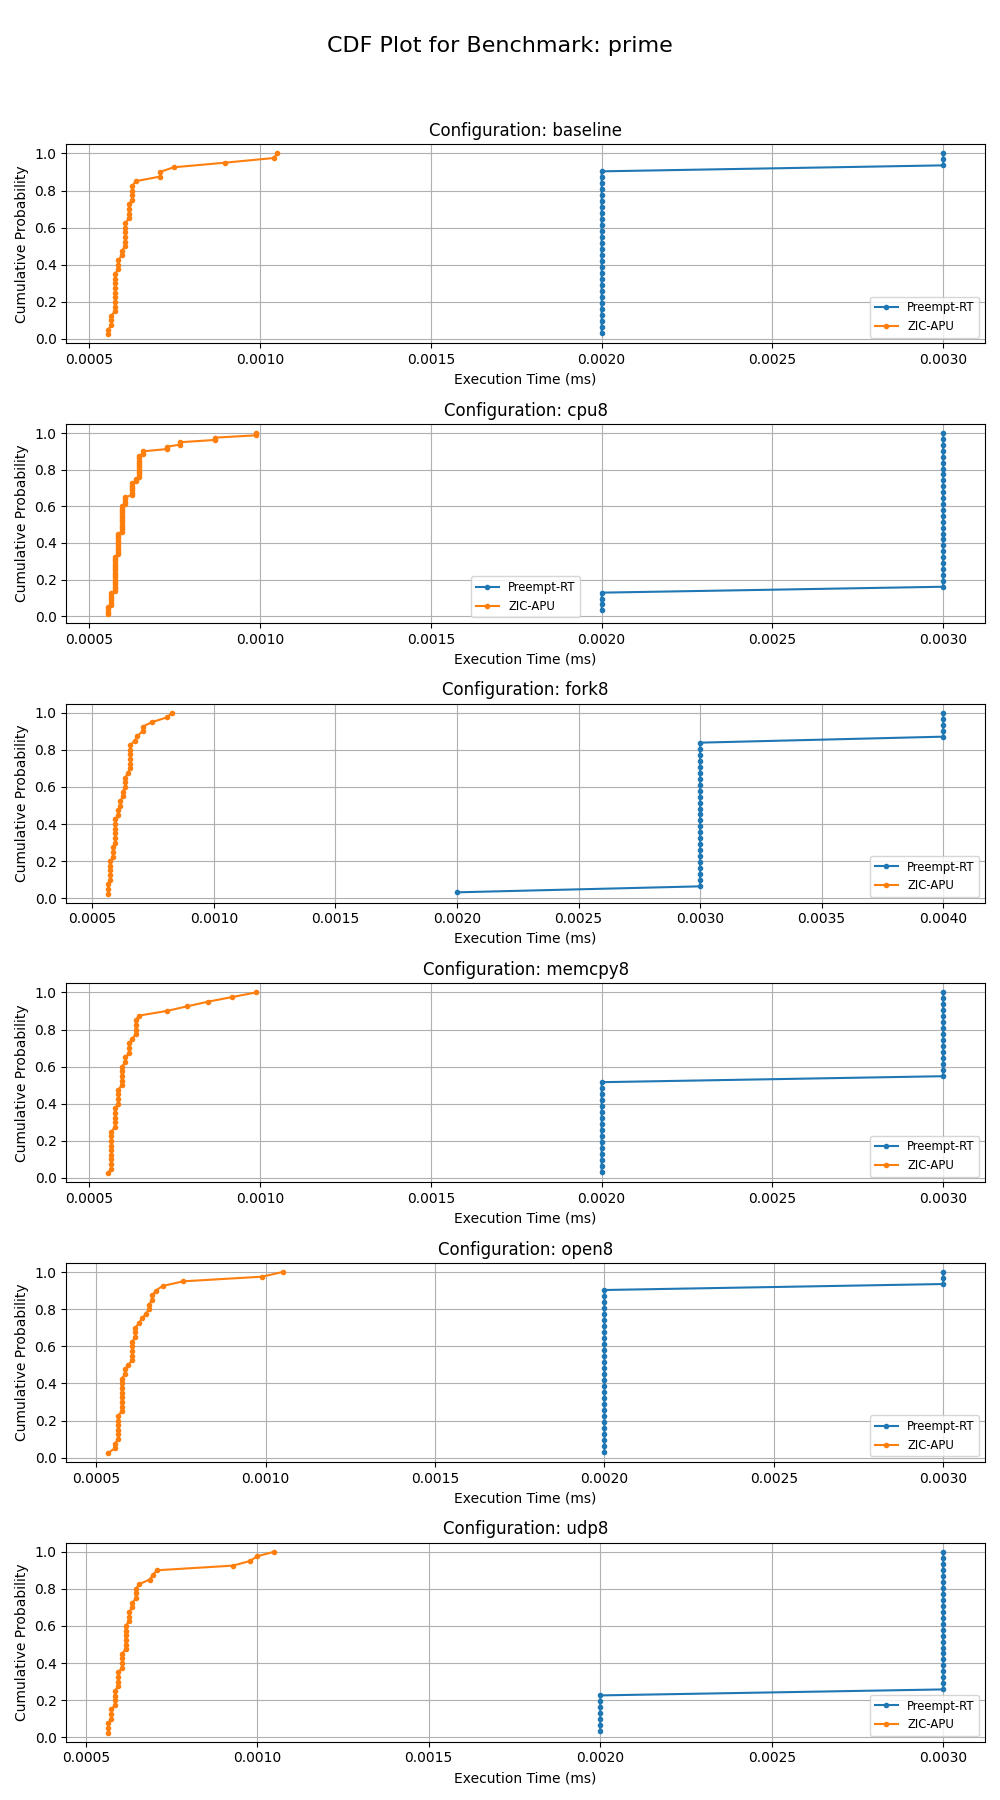 CDF Plot for Benchmark: prime
Configuration: baseline
Cumulative Probability
1.0
0.8
0.6
0.4
0.2
0.0
Preempt-RT
ZIC-APU
0.0005 0.0010 0.0015 0.0020 0.0025 0.0030
Execution Time (ms)
Configuration: cpu8
Cumulative Probability
1.0
0.8
0.6
0.4
0.2
0.0
Preempt-RT
ZIC-APU
0.0005 0.0010 0.0015 0.0020 0.0025 0.0030
Execution Time (ms)
Configuration: fork8
Cumulative Probability
1.0
0.8
0.6
0.4
0.2
0.0
Preempt-RT
ZIC-APU
0.0005 0.0010 0.0015 0.0020 0.0025 0.0030 0.0035 0.0040
Execution Time (ms)
Configuration: memcpy8
Cumulative Probability
1.0
0.8
0.6
0.4
0.2
0.0
Preempt-RT
ZIC-APU
0.0005 0.0010 0.0015 0.0020 0.0025 0.0030
Execution Time (ms)
Configuration: open8
Cumulative Probability
1.0
0.8
0.6
0.4
0.2
0.0
Preempt-RT
ZIC-APU
0.0005 0.0010 0.0015 0.0020 0.0025 0.0030
Execution Time (ms)
Configuration: udp8
Cumulative Probability
1.0
0.8
0.6
0.4
0.2
0.0
Preempt-RT
ZIC-APU
0.0005 0.0010 0.0015 0.0020 0.0025 0.0030
Execution Time (ms)